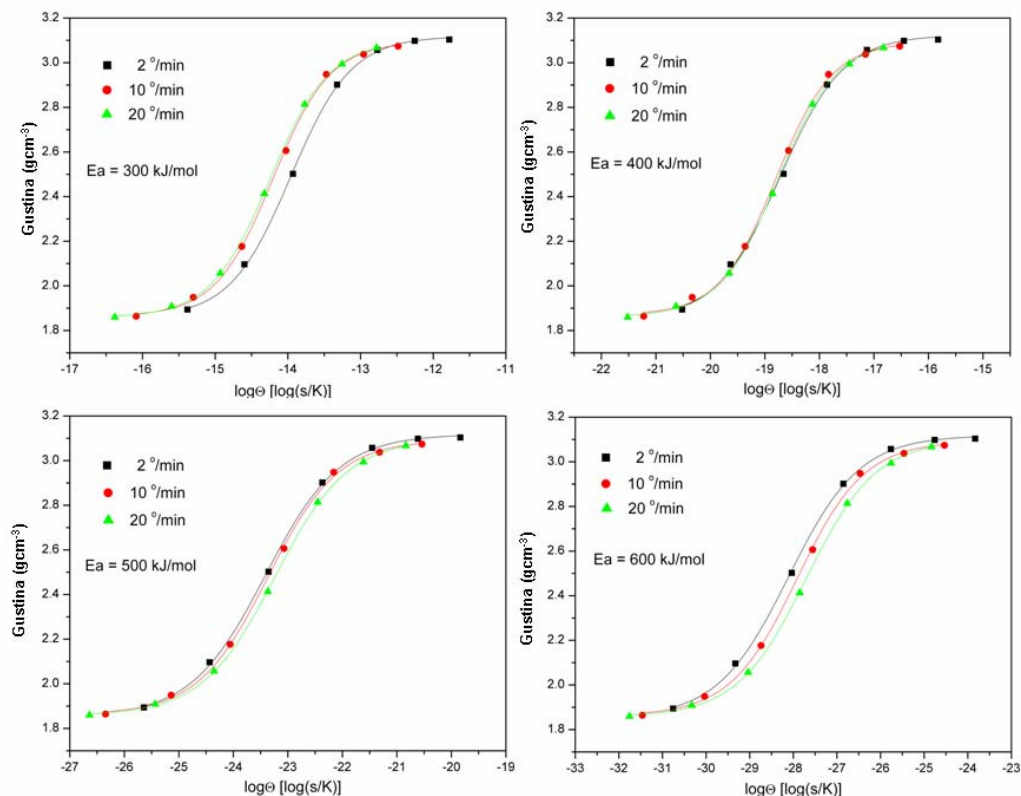 3.2
3.0
2.8
2.6
2.4
2.2
2.0
1.8
Gustina (gcm-3)
2 °/min
10 °/min
20 °/min
Ea = 300 kJ/mol
-17 -16 -15 -14 -13 -12 -11
logΘ [log(s/K)]
3.2
3.0
2.8
2.6
2.4
2.2
2.0
1.8
Gustina (gcm-3)
2 °/min
10 °/min
20 °/min
Ea = 400 kJ/mol
-22 -21 -20 -19 -18 -17 -16 -15
logΘ [log(s/K)]
3.2
3.0
2.8
2.6
2.4
2.2
2.0
1.8
Gustina (gcm-3)
2 °/min
10 °/min
20 °/min
Ea = 500 kJ/mol
-27 -26 -25 -24 -23 -22 -21 -20 -19
logΘ [log(s/K)]
3.2
3.0
2.8
2.6
2.4
2.2
2.0
1.8
Gustina (gcm-3)
2 °/min
10 °/min
20 °/min
Ea = 600 kJ/mol
-33 -32 -31 -30 -29 -28 -27 -26 -25 -24 -23
logΘ [log(s/K)]